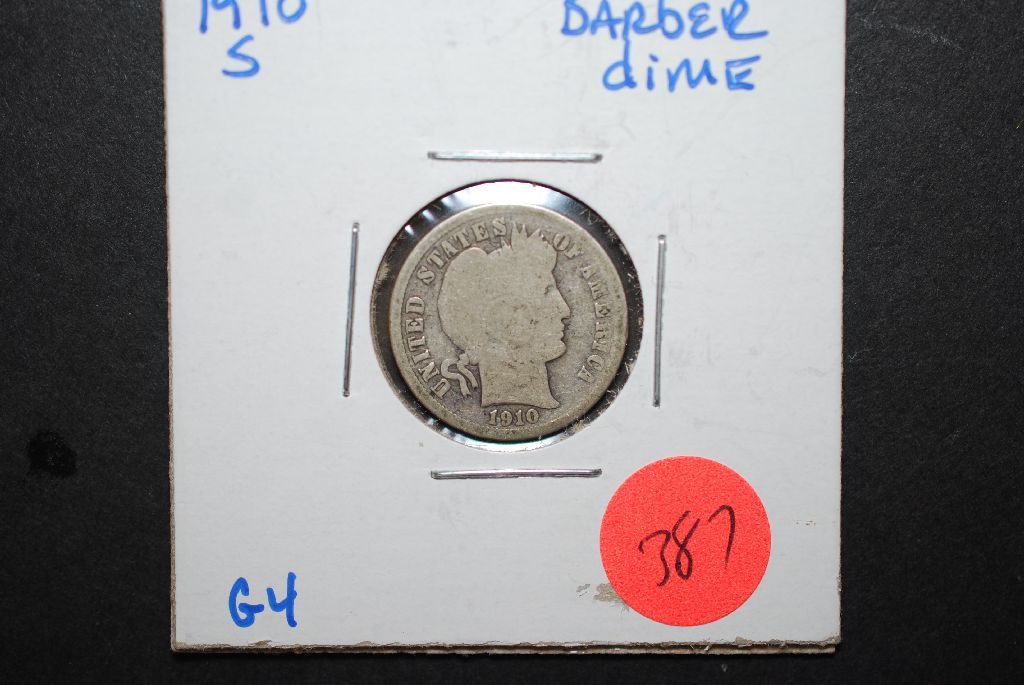 1910
S
BARBER
dimE
UNITED STATES OF AMERICA
1910
387
G4